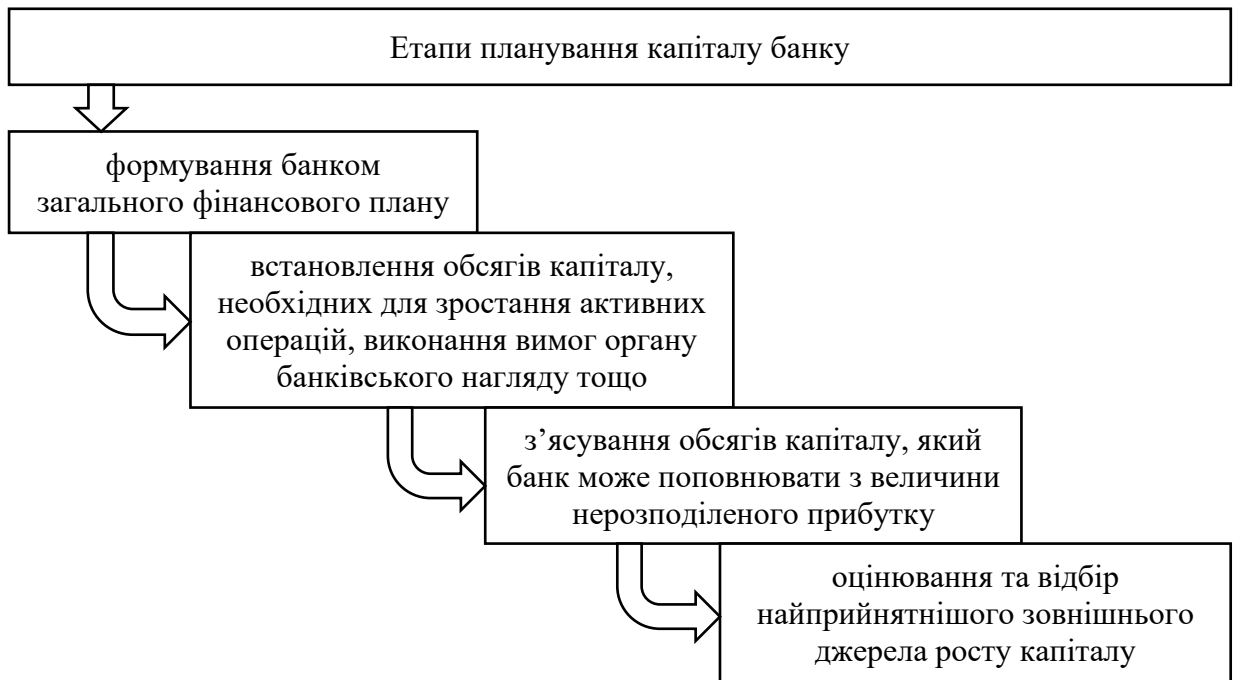 Етапи планування капіталу банку
формування банком
загального фінансового плану
встановлення обсягів капіталу,
необхідних для зростання активних
операцій, виконання вимог органу
банківського нагляду тощо
з’ясування обсягів капіталу, який
банк може поповнювати з величини
нерозподіленого прибутку
оцінювання та відбір
найприйнятнішого зовнішнього
джерела росту капіталу